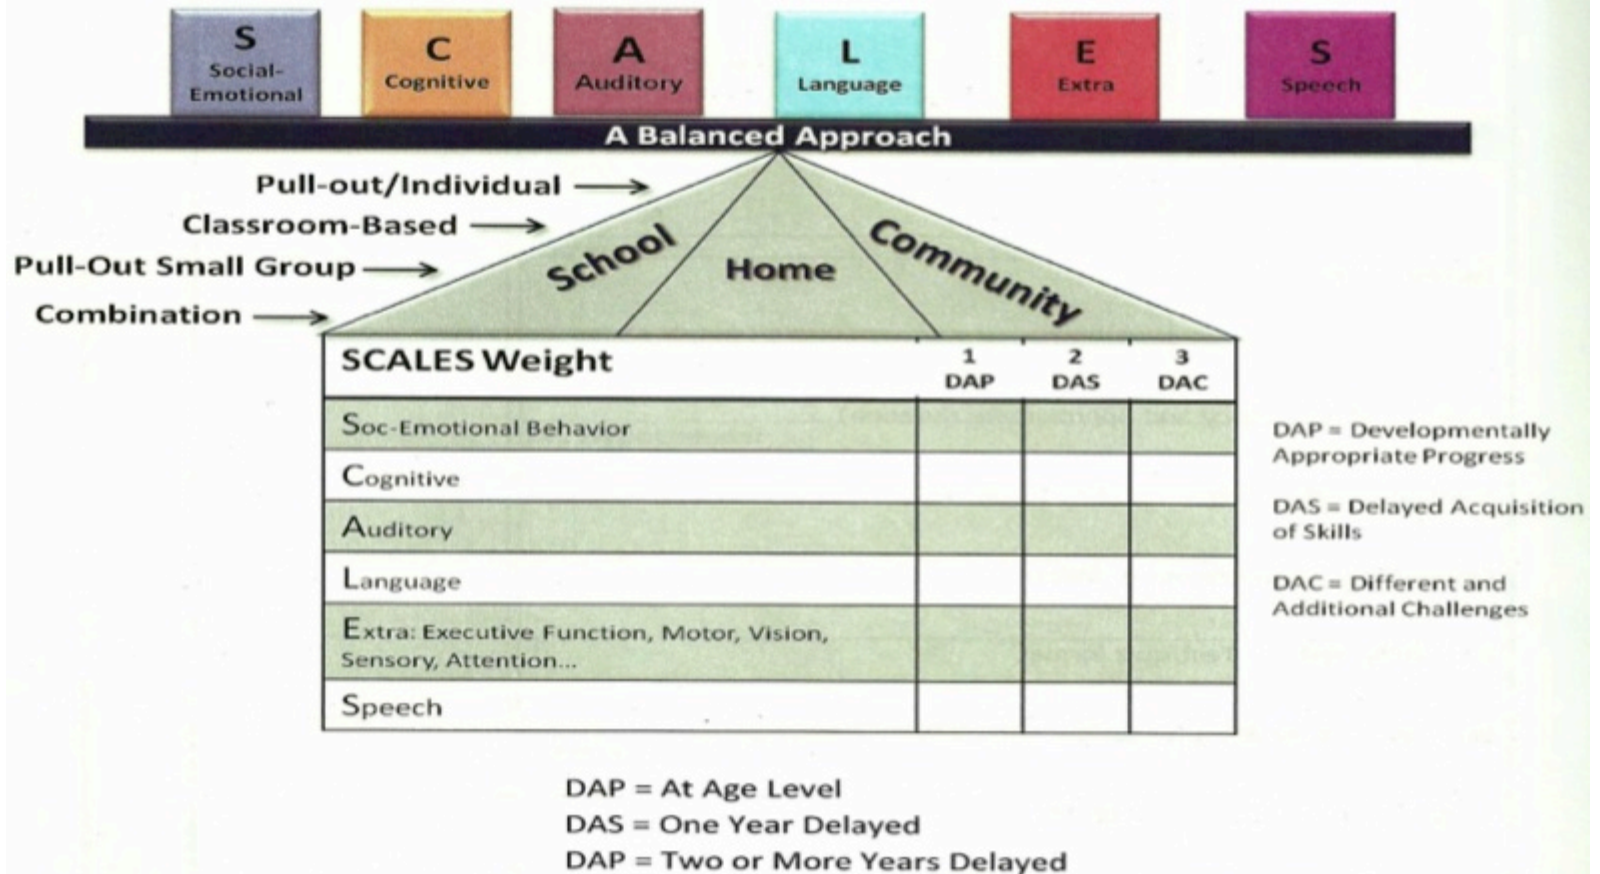 S
Social-
Emotional
C
Cognitive
A
Auditory
L
Language
E
Extra
S
Speech
A Balanced Approach
Pull-out/Individual
Classroom-Based
Pull-Out Small Group
Combination
School
Home
Community
SCALES Weight
1
DAP
2
DAS
3
DAC
Soc-Emotional Behavior
Cognitive
Auditory
Language
Extra: Executive Function, Motor, Vision,
Sensory, Attention...
Speech
DAP = Developmentally
Appropriate Progress
DAS = Delayed Acquisition
of Skills
DAC = Different and
Additional Challenges
DAP = At Age Level
DAS = One Year Delayed
DAP = Two or More Years Delayed